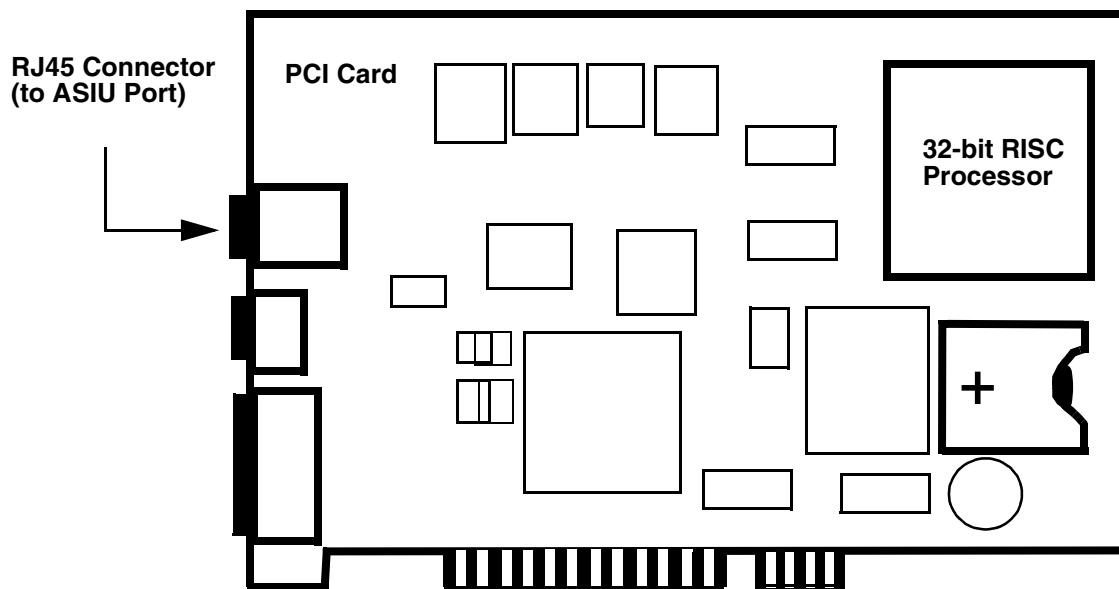 RJ45 Connector
(to ASIU Port)
PCI Card
32-bit RISC
Processor
+